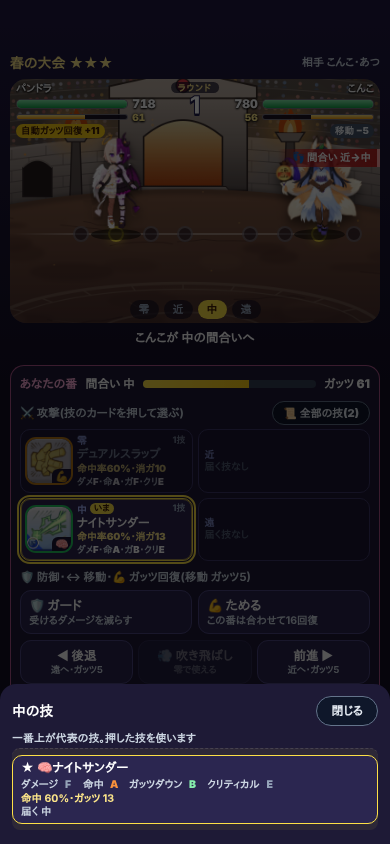 春の大会 ★★★
相手 こんこ・あつ
パンドラ
ラウンド
こんこ
718
1
780
61
56
自動ガッツ回復 +11
移動 −5
間合い 近→中
零 近 中 遠
こんこが 中の間合いへ
あなたの番 間合い 中 ガッツ 61
攻撃(技のカードを押して選ぶ)
全部の技(2)
零 1技
デュアルスラップ
命中率60%・消ガ10
ダメF・命A・ガF・クリE
近
届く技なし
中 いま 1技
ナイトサンダー
命中率60%・消ガ13
ダメF・命A・ガB・クリE
遠
届く技なし
防御・↔ 移動・ガッツ回復(移動 ガッツ5)
ガード
受けるダメージを減らす
ためる
この番は合わせて16回復
◀ 後退
遠へ・ガッツ5
吹き飛ばし
零で使える
前進 ▶
近へ・ガッツ5
中の技
閉じる
一番上が代表の技。押した技を使います
★ ナイトサンダー
ダメージ F 命中 A ガッツダウン B クリティカル E
命中 60%・ガッツ 13
届く 中